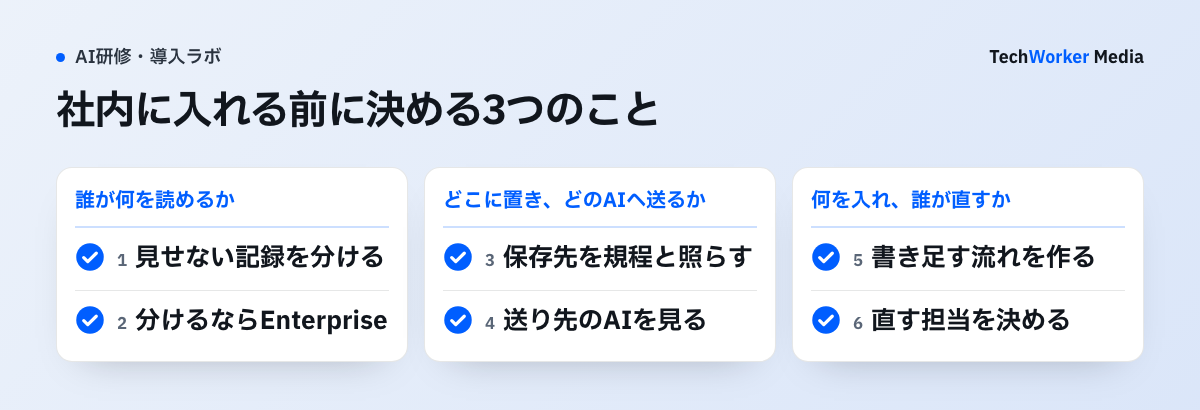 AI研修・導入ラボ
TechWorker Media
社内に入れる前に決める3つのこと
誰が何を読めるか
1 見せない記録を分ける
2 分けるならEnterprise
どこに置き、どのAIへ送るか
3 保存先を規程と照らす
4 送り先のAIを見る
何を入れ、誰が直すか
5 書き足す流れを作る
6 直す担当を決める